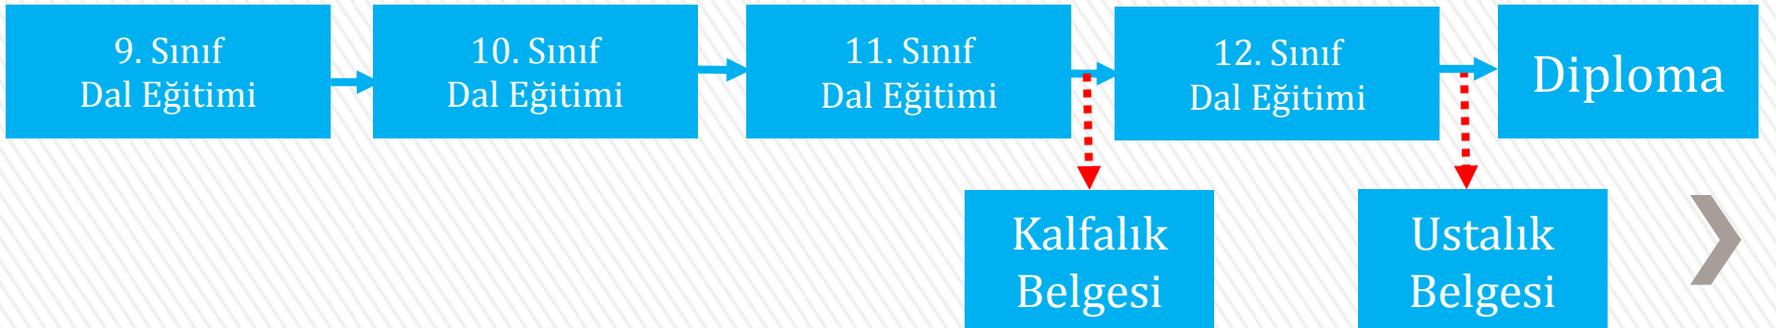 9. Sınıf
Dal Eğitimi
10. Sınıf
Dal Eğitimi
11. Sınıf
Dal Eğitimi
12. Sınıf
Dal Eğitimi
Diploma
Kalfalık
Belgesi
Ustalık
Belgesi